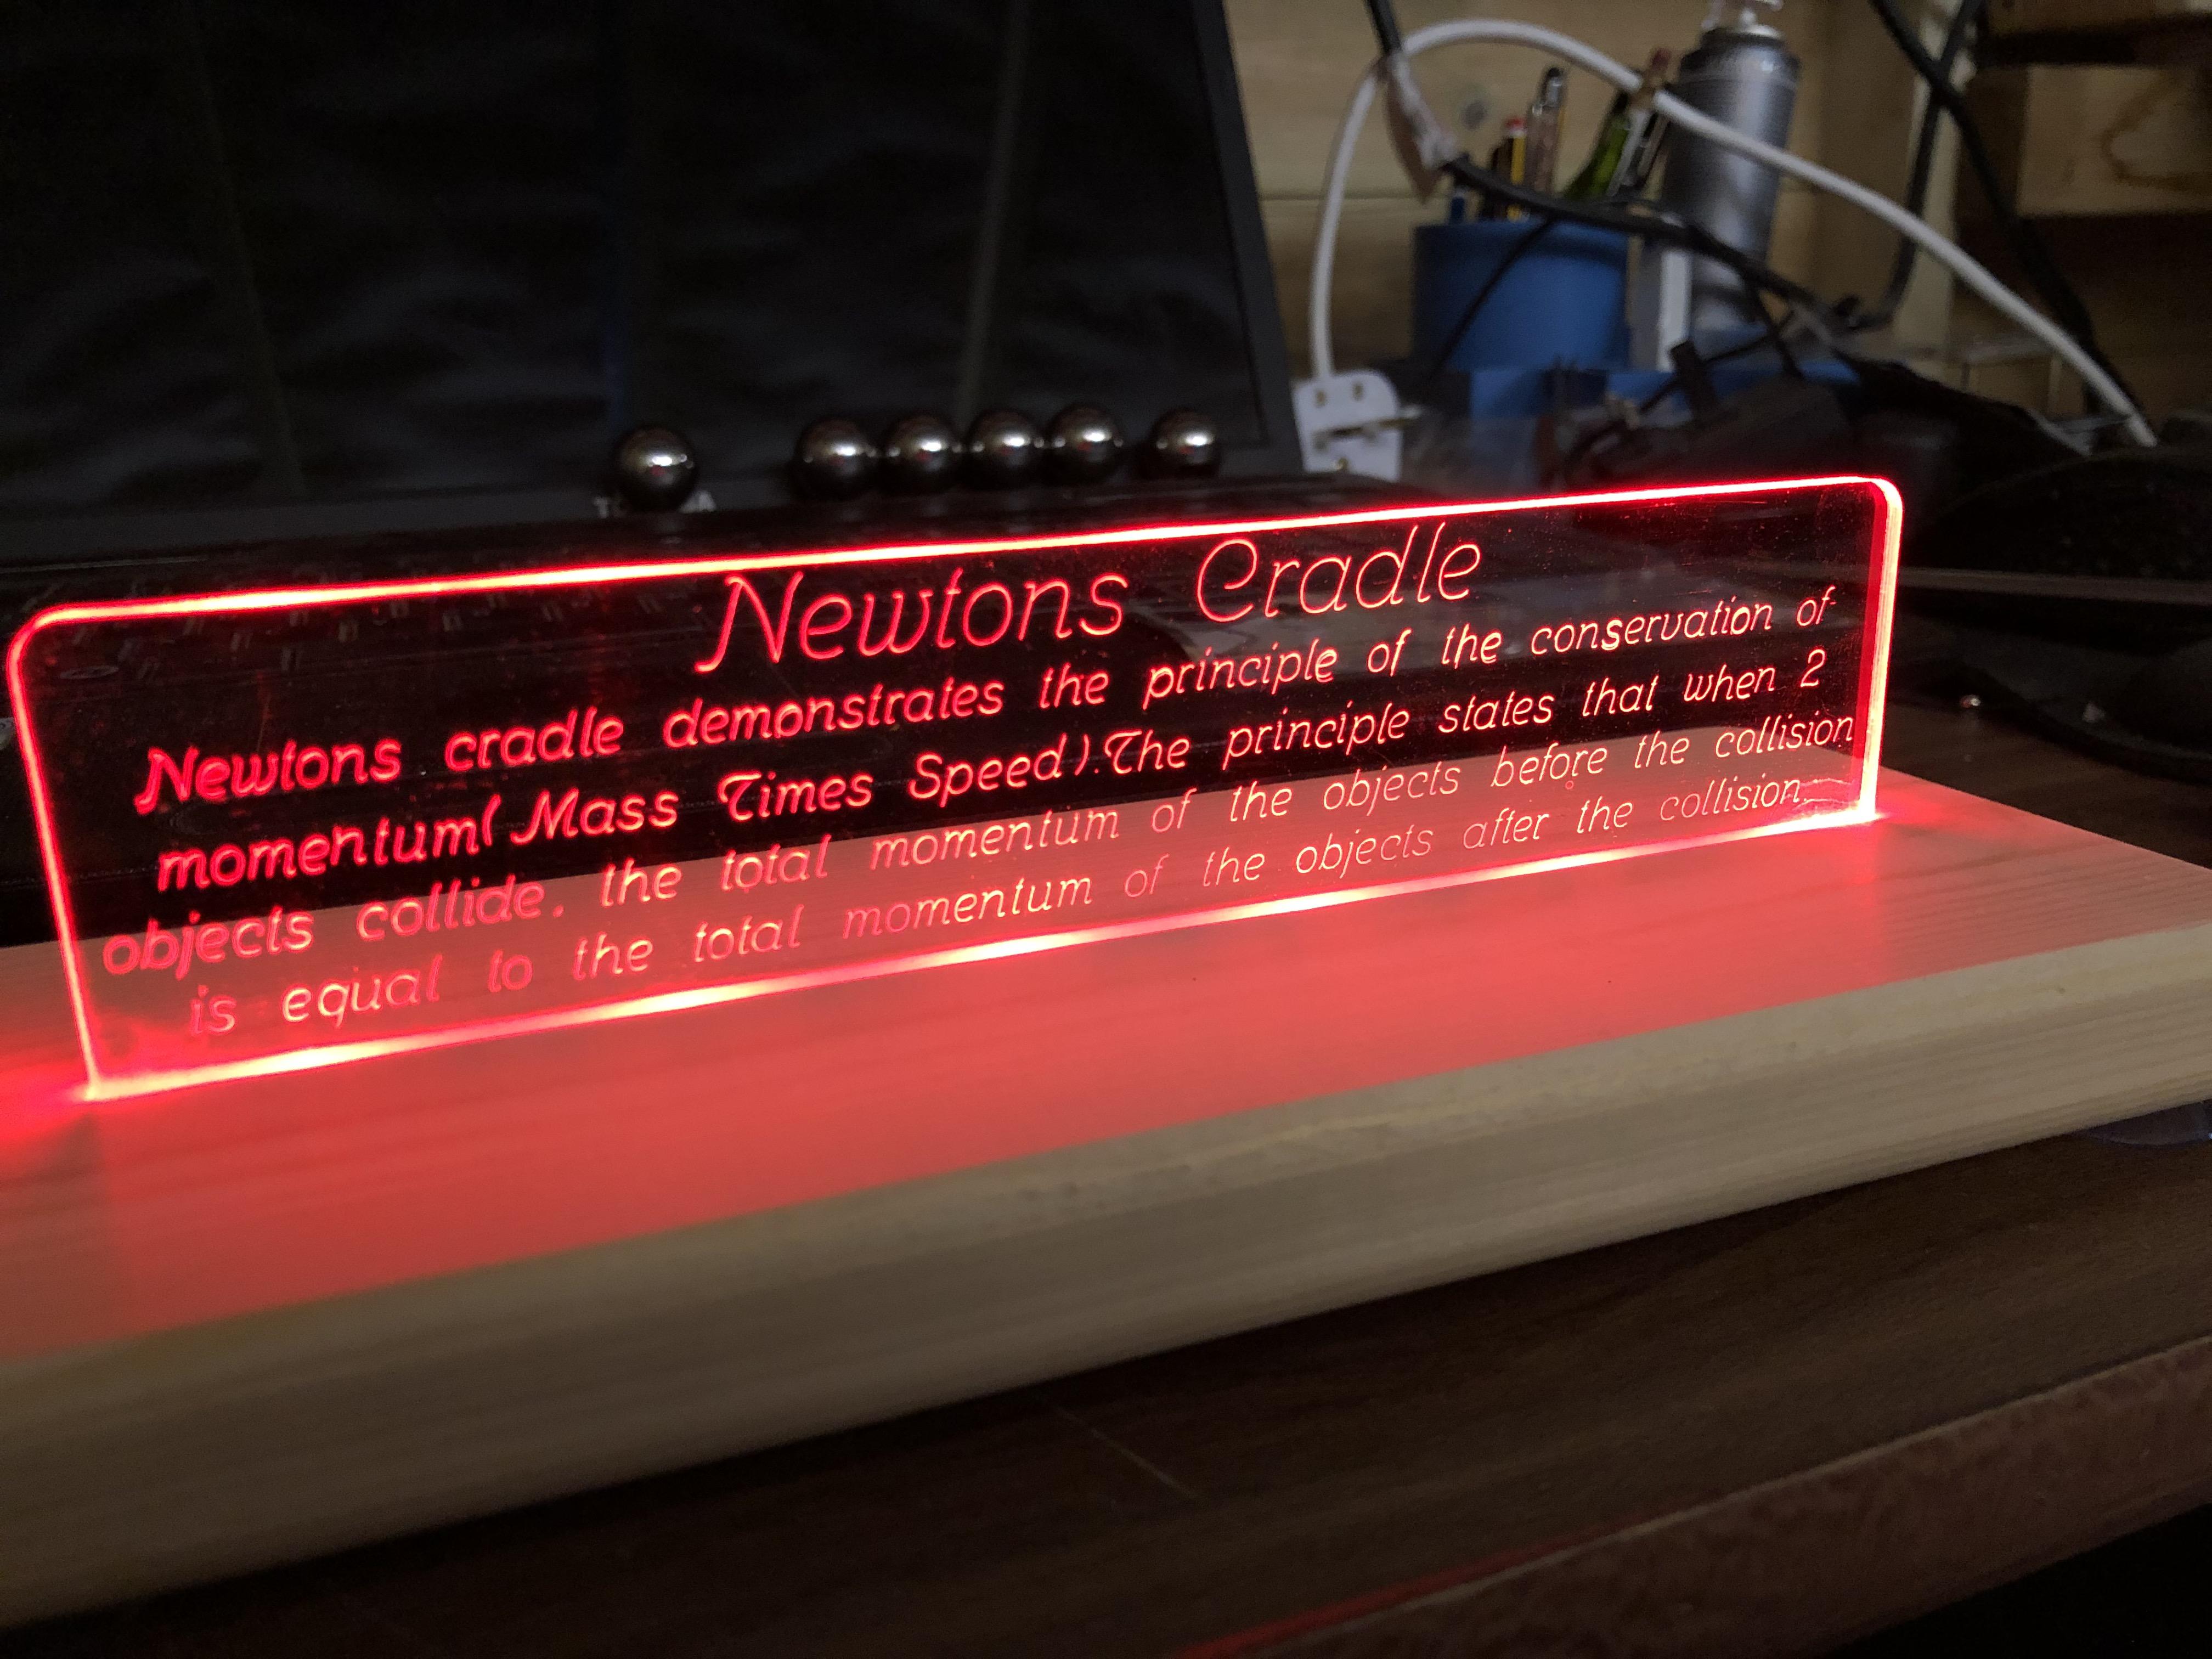 Newtons Cradle
Newtons cradle demonstrates the principle of the conservation of
momentum( Mass Times Speed).The principle states that when 2
objects collide, the total momentum of the objects before the collision
is equal to the total momentum of the objects after the collision.